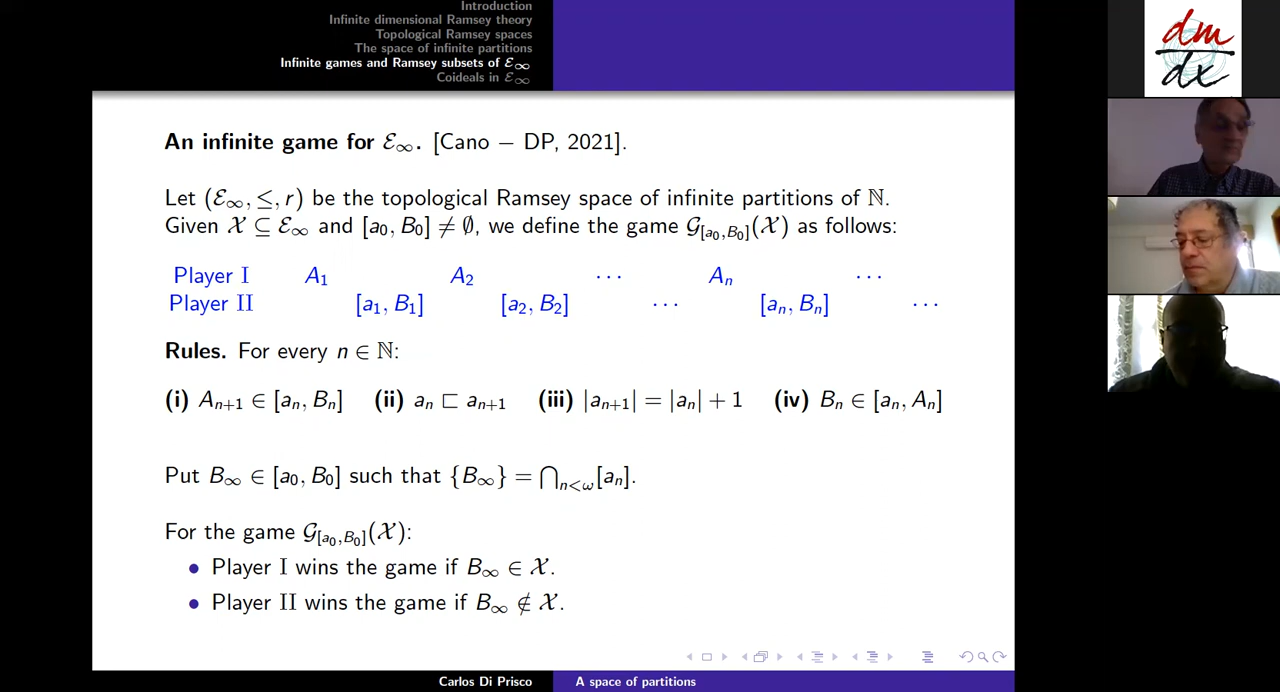 Introduction
Infinite dimensional Ramsey theory
Topological Ramsey spaces
The space of infinite partitions
Infinite games and Ramsey subsets of ℰ∞
Coideals in ℰ∞
dm
dx
An infinite game for ℰ∞. [Cano − DP, 2021].
Let (ℰ∞, ≤, r) be the topological Ramsey space of infinite partitions of ℕ.
Given 𝒳 ⊆ ℰ∞ and [a₀, B₀] ≠ ∅, we define the game 𝒢[a₀,B₀](𝒳) as follows:
Player I A₁ A₂ ⋯ Aₙ ⋯
Player II [a₁, B₁] [a₂, B₂] ⋯ [aₙ, Bₙ] ⋯
Rules. For every n ∈ ℕ:
(i) Aₙ₊₁ ∈ [aₙ, Bₙ] (ii) aₙ ⊏ aₙ₊₁ (iii) |aₙ₊₁| = |aₙ| + 1 (iv) Bₙ ∈ [aₙ, Aₙ]
Put B∞ ∈ [a₀, B₀] such that {B∞} = ⋂n<ω[aₙ].
For the game 𝒢[a₀,B₀](𝒳):
• Player I wins the game if B∞ ∈ 𝒳.
• Player II wins the game if B∞ ∉ 𝒳.
Carlos Di Prisco A space of partitions